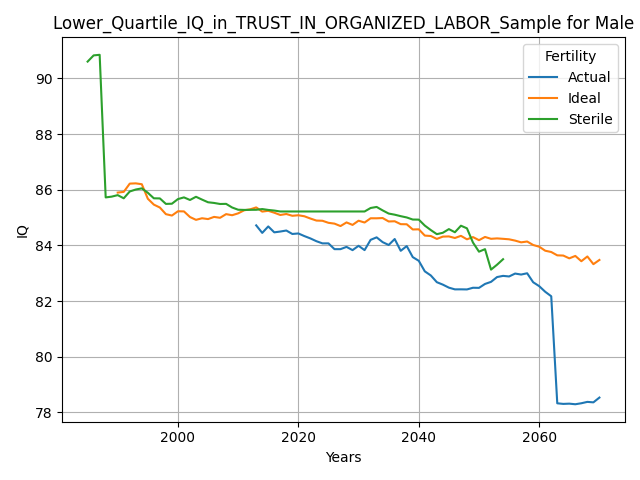 Lower_Quartile_IQ_in_TRUST_IN_ORGANIZED_LABOR_Sample for Male
Fertility
Actual
Ideal
Sterile
IQ
90
88
86
84
82
80
78
2000 2020 2040 2060
Years